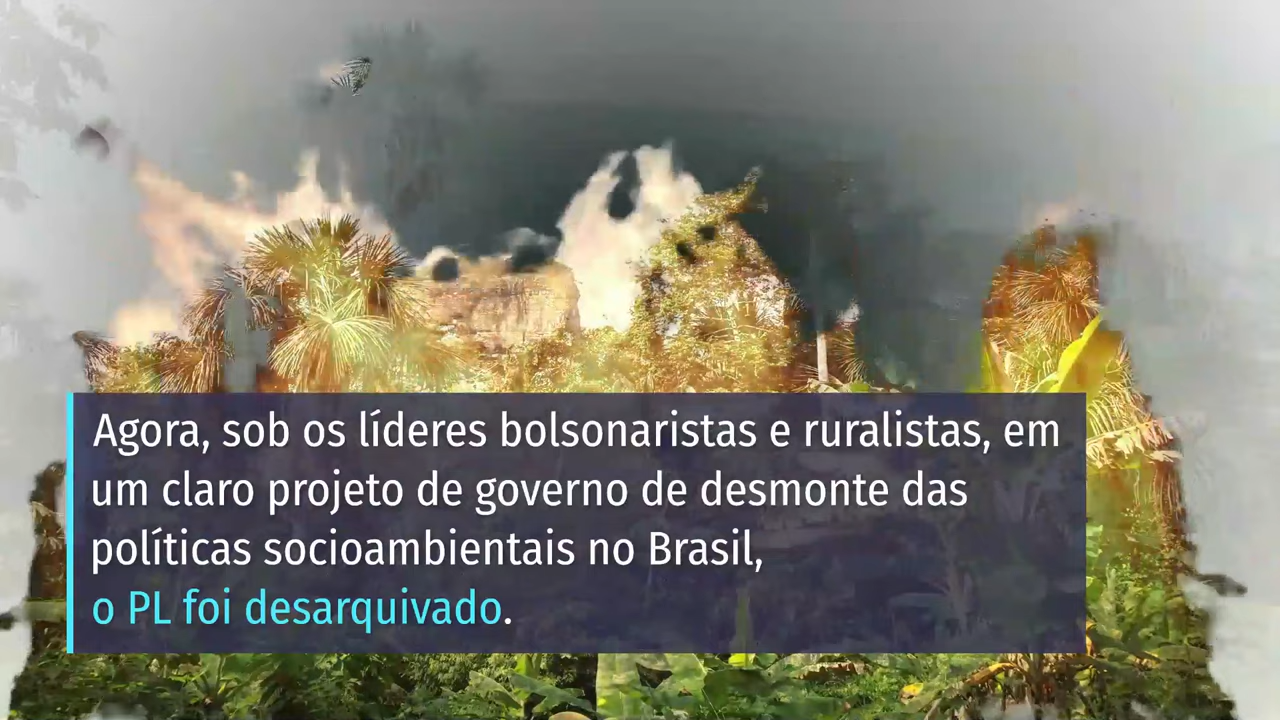 Agora, sob os líderes bolsonaristas e ruralistas, em
um claro projeto de governo de desmonte das
políticas socioambientais no Brasil,
o PL foi desarquivado.